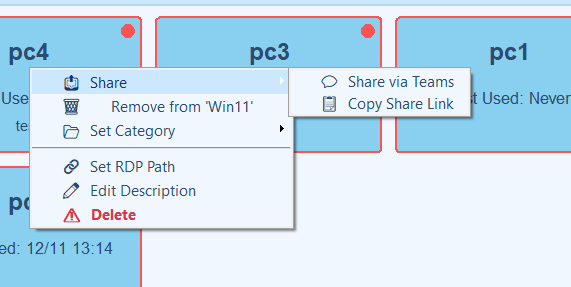 pc4
pc3
pc1
Share
Share via Teams
Use
st Used: Never
Remove from 'Win11'
Copy Share Link
te
Set Category
Set RDP Path
Edit Description
Delete
ed: 12/11 13:14